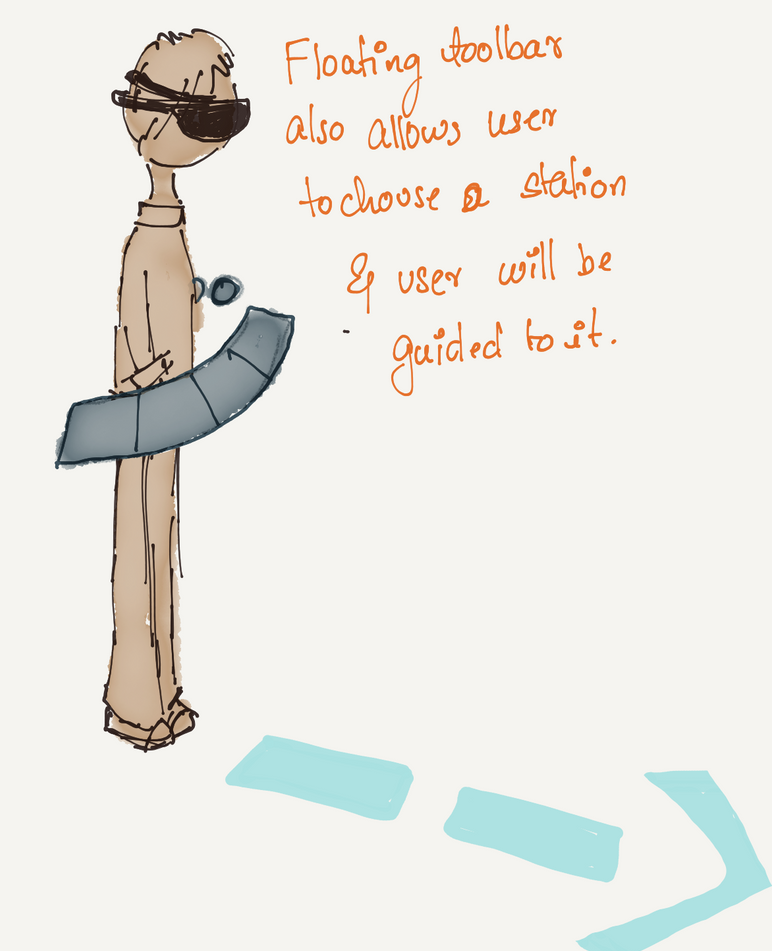 Floating toolbar
also allows user
to choose a station
& user will be
guided to it.